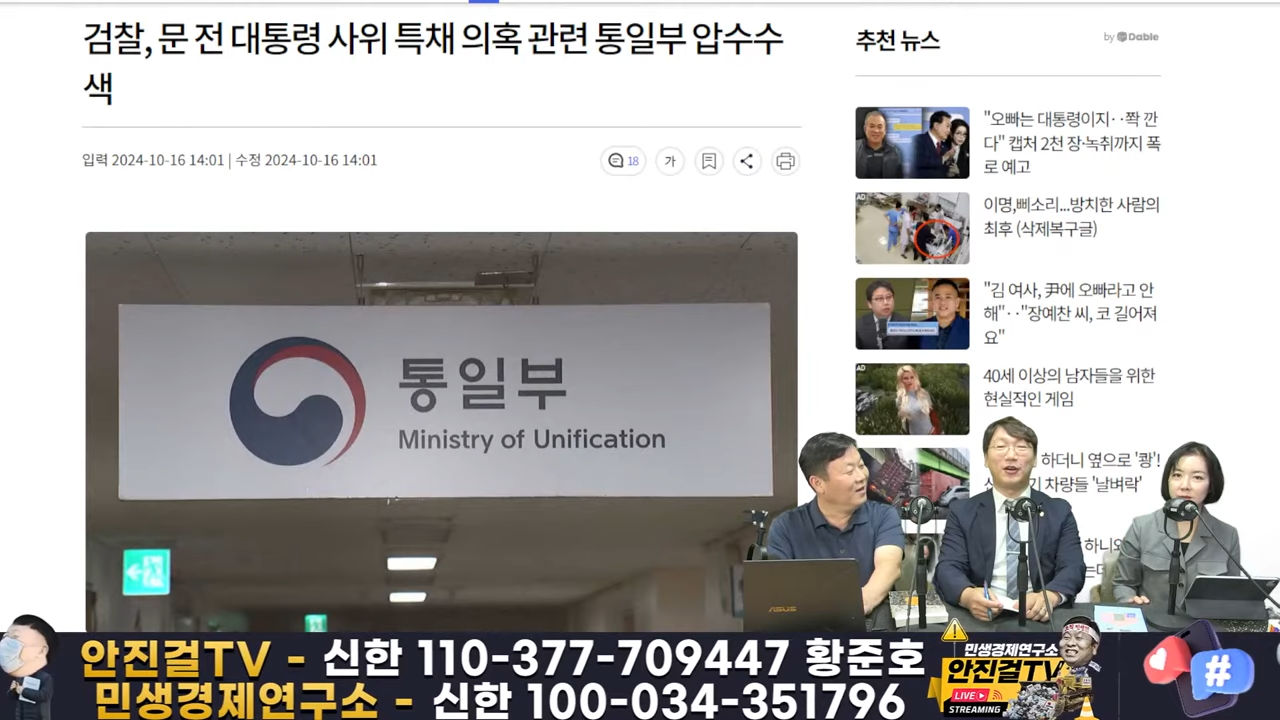 검찰, 문 전 대통령 사위 특채 의혹 관련 통일부 압수수
색
입력 2024-10-16 14:01 | 수정 2024-10-16 14:01
18
가
통일부
Ministry of Unification
추천 뉴스
by Dable
"오빠는 대통령이지‥쫙 깐
다" 캡처 2천 장·녹취까지 폭
로 예고
AD
이명,삐소리...방치한 사람의
최후 (삭제복구글)
"김 여사, 尹에 오빠라고 안
해"‥"장예찬 씨, 코 길어져
요"
AD
40세 이상의 남자들을 위한
현실적인 게임
하더니 옆으로 '쾅'!
기 차량들 '날벼락'
ASUS
안진걸TV - 신한 110-377-709447 황준호
민생경제연구소 - 신한 100-034-351796
민생경제연구소
안진걸TV
LIVE
STREAMING
#